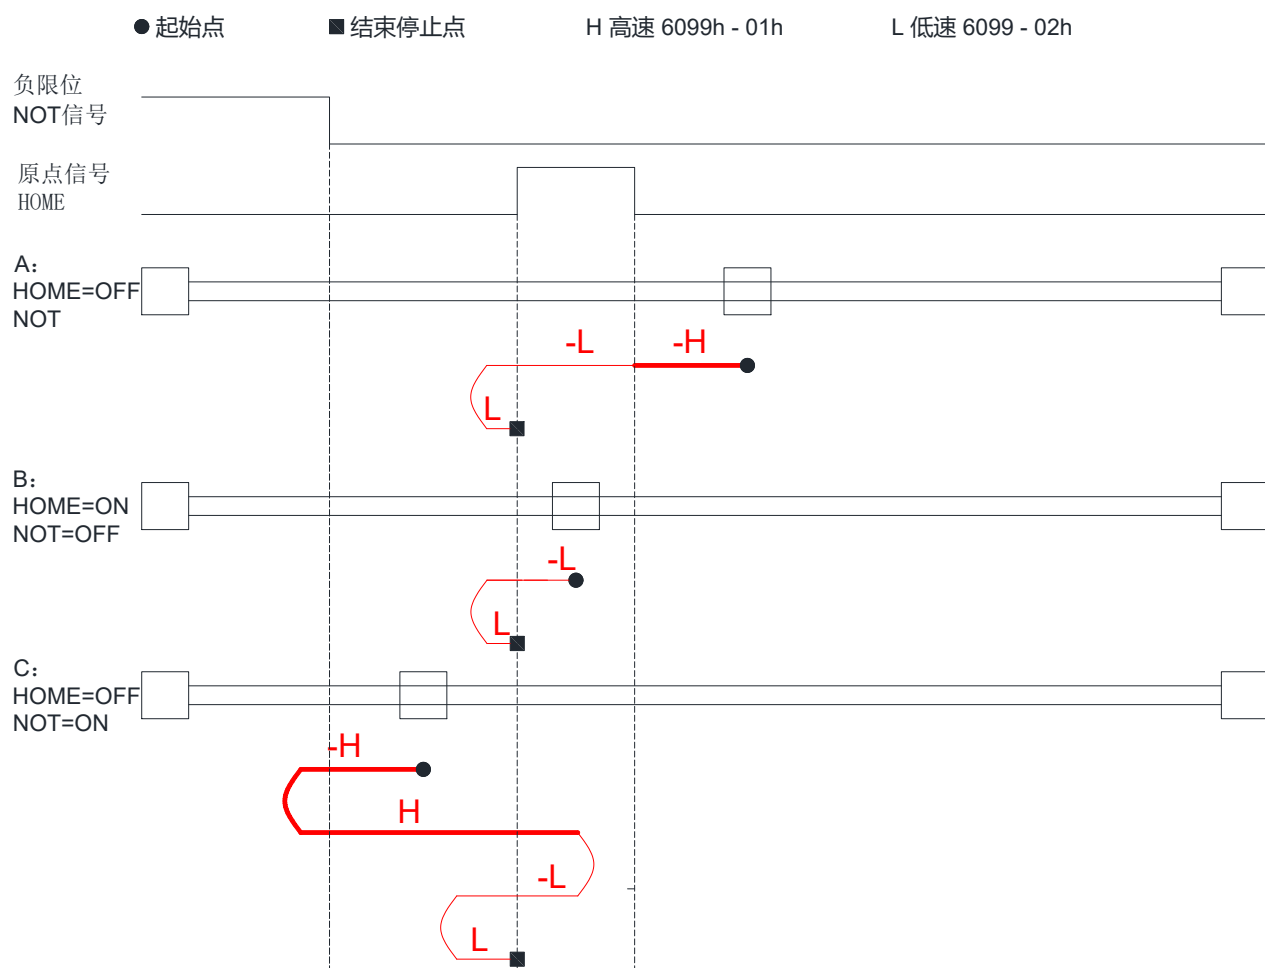 起始点 结束停止点 H 高速 6099h - 01h L 低速 6099 - 02h
负限位
NOT信号
原点信号
HOME
A：
HOME=OFF
NOT
-L -H
L
B：
HOME=ON
NOT=OFF
-L
L
C：
HOME=OFF
NOT=ON
-H
H
-L
L